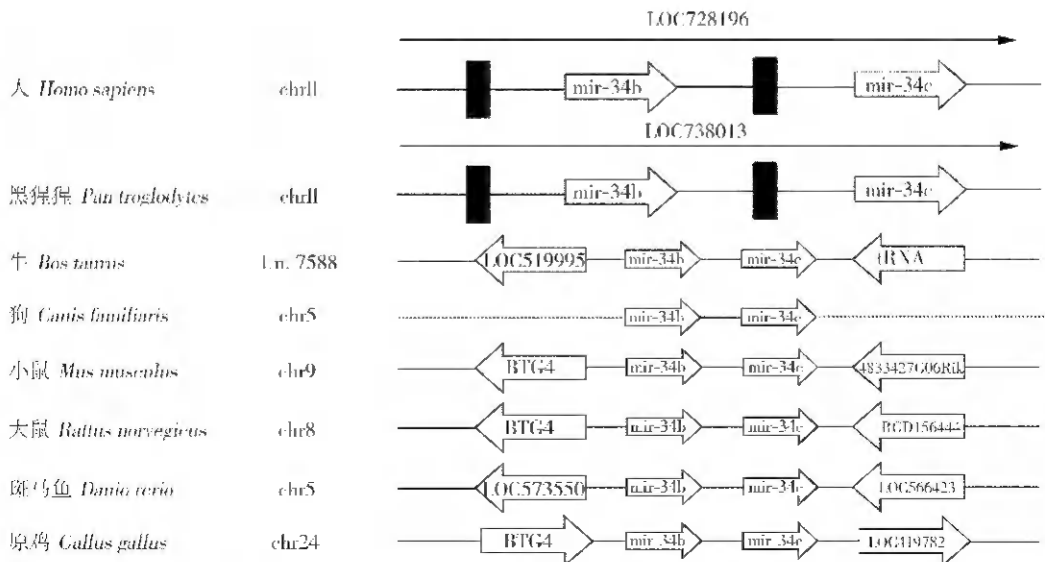 LOC728196
人 Homo sapiens chr11 mir-34b mir-34c
LOC738013
黑猩猩 Pan troglodytes chr11 mir-34b mir-34c
牛 Bos taurus Un. 7588 LOC519995 mir-34b mir-34c tRNA
狗 Canis familiaris chr5 mir-34b mir-34c
小鼠 Mus musculus chr9 BTG4 mir-34b mir-34c 4833427G06Rik
大鼠 Rattus norvegicus chr8 BTG4 mir-34b mir-34c
斑马鱼 Danio rerio chr5 LOC573550 mir-34b mir-34c LOC566423
原鸡 Gallus gallus chr24 BTG4 mir-34b mir-34c LOC419782